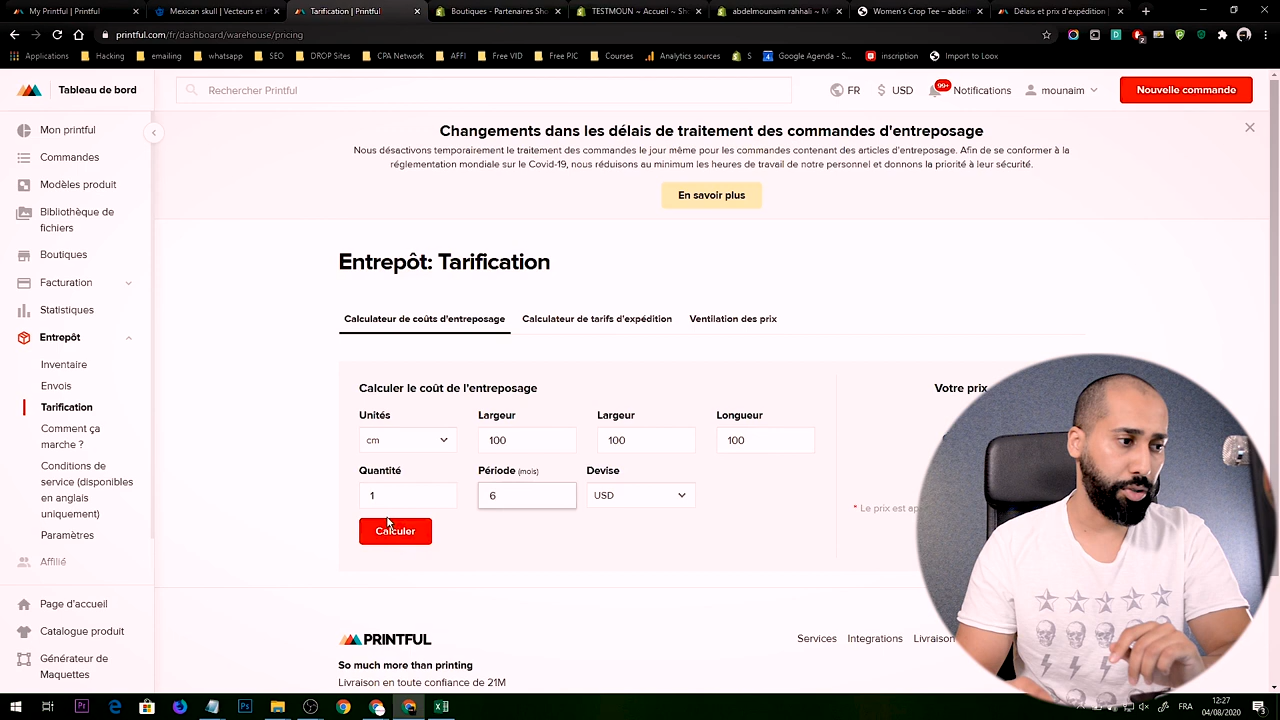 My Printful | Printful
Mexican skull | Vecteurs et
Tarification | Printful
Boutiques - Partenaires Sho
TESTMOUN ~ Accueil ~ Sh
abdelmounaim rahhali ~ M
Women's Crop Tee – abdel
Délais et prix d'expédition |
printful.com/fr/dashboard/warehouse/pricing
Applications
Hacking
emailing
whatsapp
SEO
DROP Sites
CPA Network
AFFI
Free VID
Free PIC
Courses
Analytics sources
S
Google Agenda - S...
inscription
Import to Loox
Tableau de bord
Rechercher Printful
FR
$ USD
99+
Notifications
mounaim
Nouvelle commande
Mon printful
Commandes
Modèles produit
Bibliothèque de
fichiers
Boutiques
Facturation
Statistiques
Entrepôt
Inventaire
Envois
Tarification
Comment ça
marche ?
Conditions de
service (disponibles
en anglais
uniquement)
Paramètres
Affilié
Page d'accueil
Catalogue produit
Générateur de
Maquettes
Changements dans les délais de traitement des commandes d'entreposage
Nous désactivons temporairement le traitement des commandes le jour même pour les commandes contenant des articles d'entreposage. Afin de se conformer à la
réglementation mondiale sur le Covid-19, nous réduisons au minimum les heures de travail de notre personnel et donnons la priorité à leur sécurité.
En savoir plus
Entrepôt: Tarification
Calculateur de coûts d'entreposage
Calculateur de tarifs d'expédition
Ventilation des prix
Calculer le coût de l'entreposage
Votre prix
Unités
Largeur
Largeur
Longueur
cm
100
100
100
Quantité
Période (mois)
Devise
1
6
USD
Calculer
* Le prix est
PRINTFUL
Services
Integrations
Livraison
So much more than printing
Livraison en toute confiance de 21M
FRA
12:27
04/08/2020